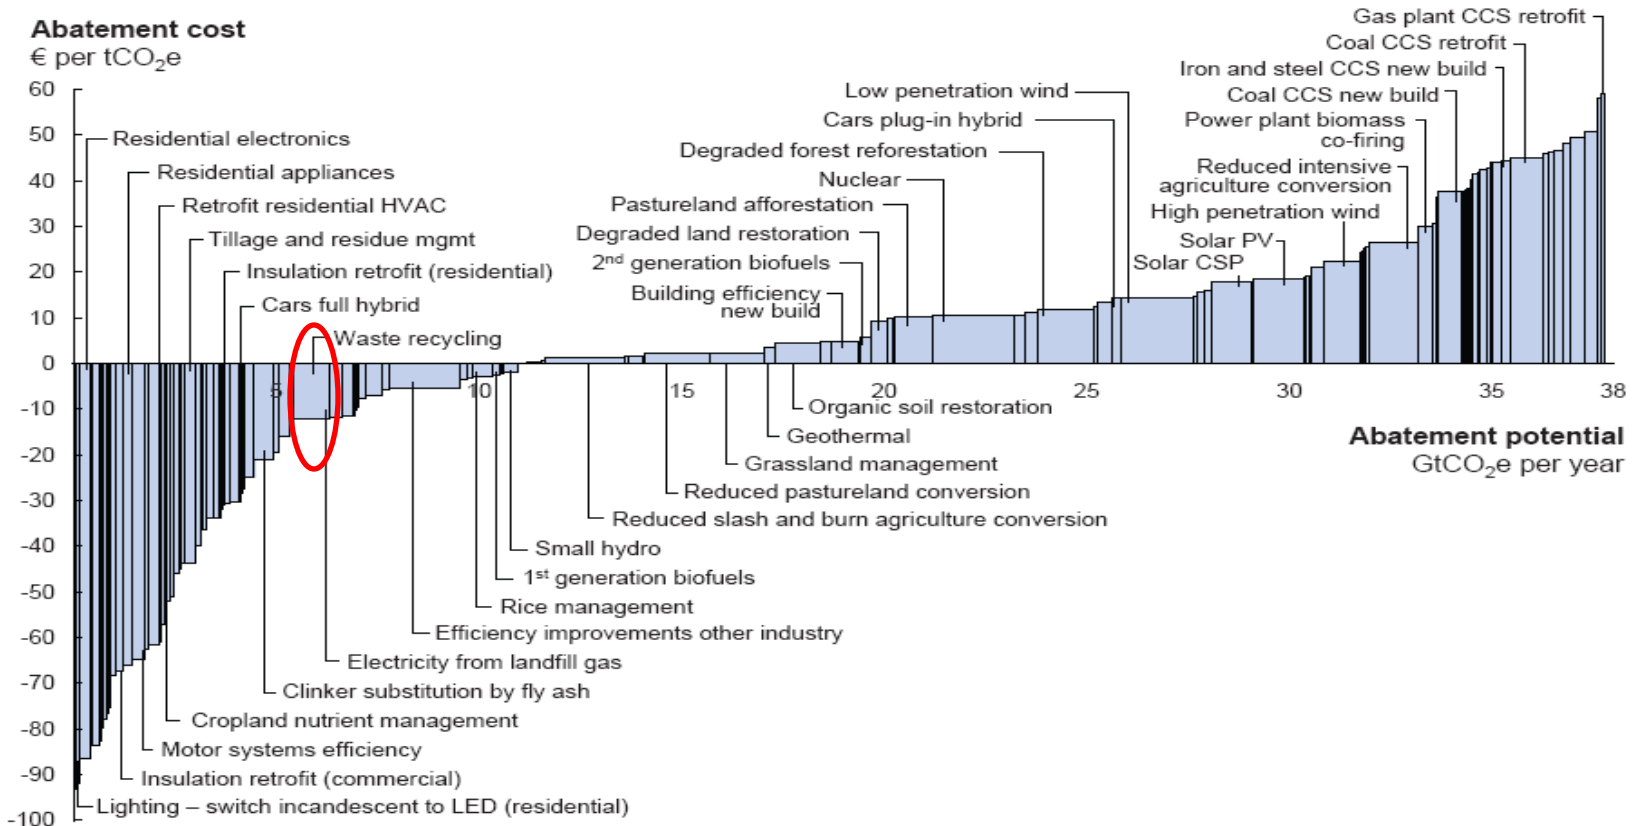 Abatement cost
€ per tCO₂e
60
50
40
30
20
10
0
-10
-20
-30
-40
-50
-60
-70
-80
-90
-100
Gas plant CCS retrofit
Coal CCS retrofit
Iron and steel CCS new build
Coal CCS new build
Power plant biomass
co-firing
Reduced intensive
agriculture conversion
High penetration wind
Solar PV
Solar CSP
Low penetration wind
Cars plug-in hybrid
Degraded forest reforestation
Nuclear
Pastureland afforestation
Degraded land restoration
2nd generation biofuels
Building efficiency
new build
Residential electronics
Residential appliances
Retrofit residential HVAC
Tillage and residue mgmt
Insulation retrofit (residential)
Cars full hybrid
Waste recycling
5
10
15
20
25
30
35
38
Abatement potential
GtCO₂e per year
Organic soil restoration
Geothermal
Grassland management
Reduced pastureland conversion
Reduced slash and burn agriculture conversion
Small hydro
1st generation biofuels
Rice management
Efficiency improvements other industry
Electricity from landfill gas
Clinker substitution by fly ash
Cropland nutrient management
Motor systems efficiency
Insulation retrofit (commercial)
Lighting – switch incandescent to LED (residential)